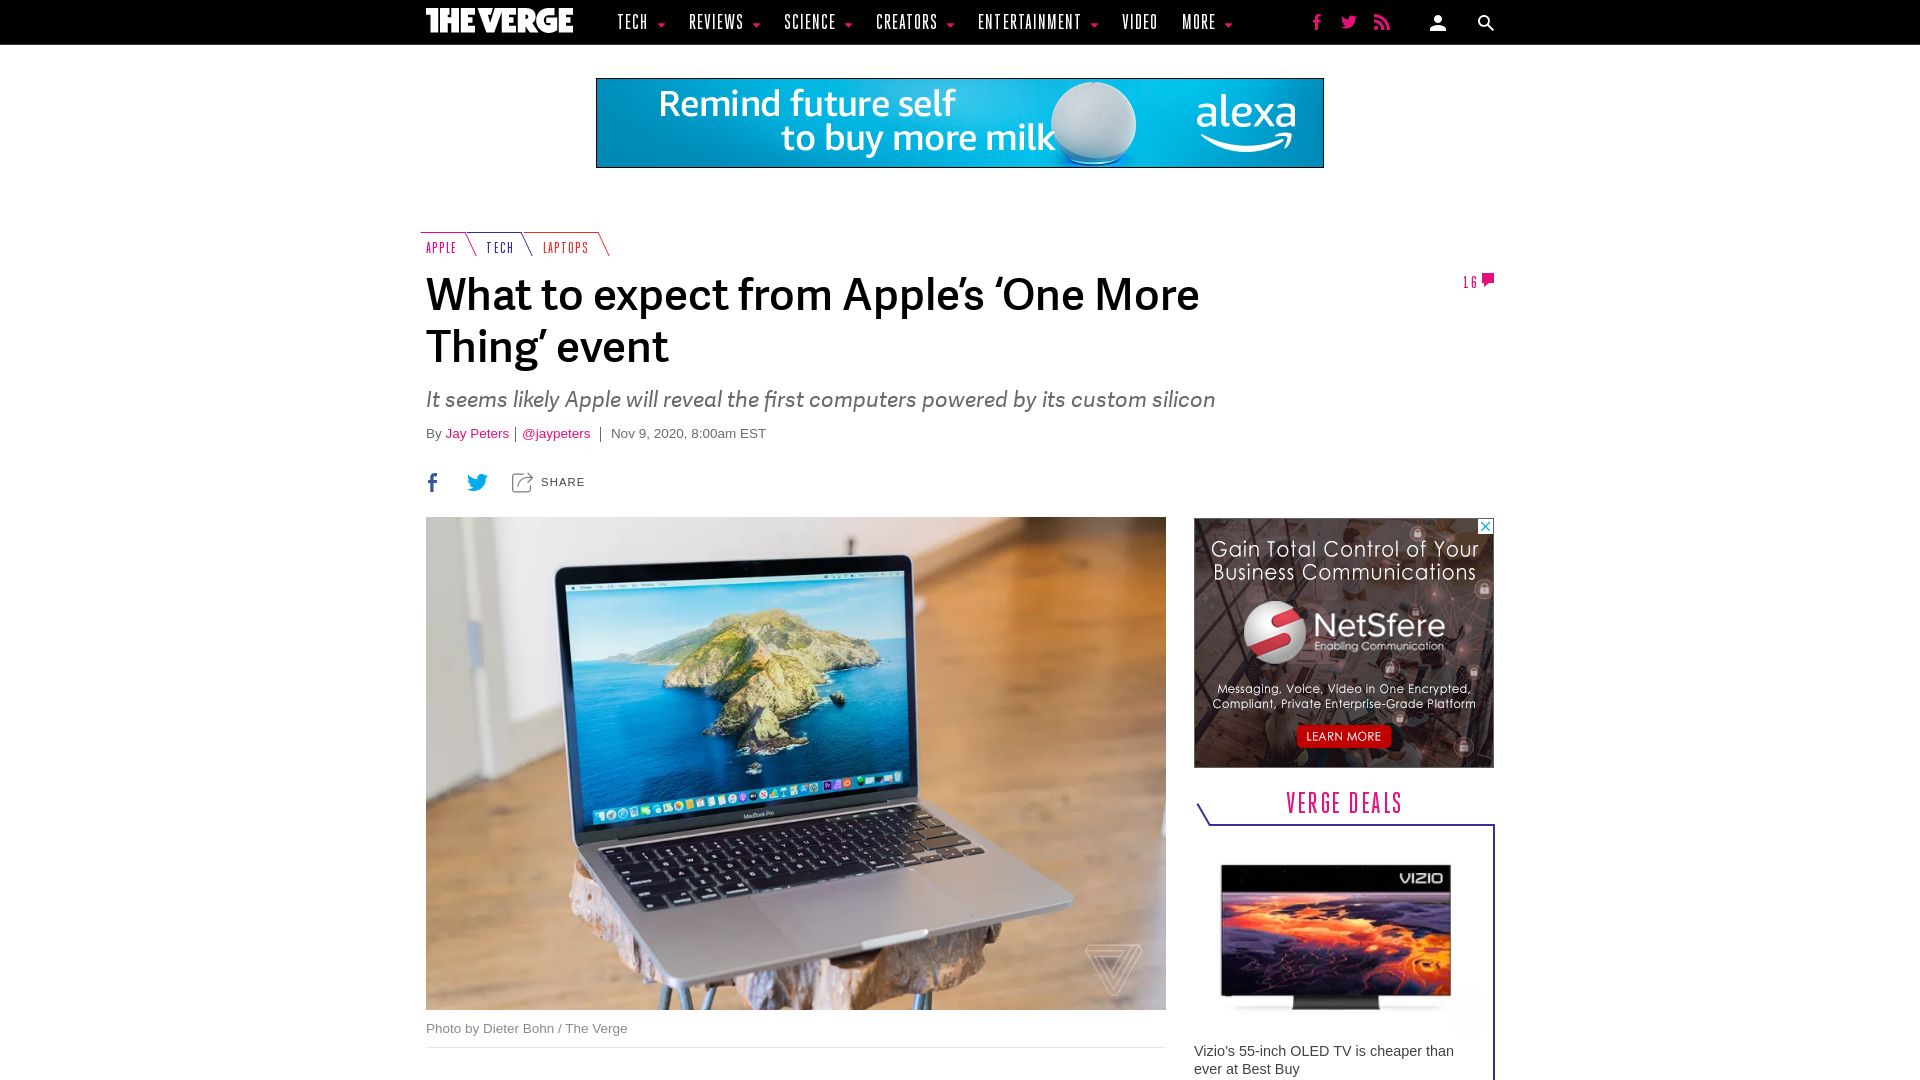 THE VERGE
TECH REVIEWS SCIENCE CREATORS ENTERTAINMENT VIDEO MORE
Remind future self
to buy more milk
alexa
APPLE TECH LAPTOPS
What to expect from Apple’s ‘One More
Thing’ event
16
It seems likely Apple will reveal the first computers powered by its custom silicon
By Jay Peters | @jaypeters | Nov 9, 2020, 8:00am EST
SHARE
MacBook Pro
Photo by Dieter Bohn / The Verge
Gain Total Control of Your
Business Communications
NetSfere
Enabling Communication
Messaging, Voice, Video in One Encrypted,
Compliant, Private Enterprise-Grade Platform
LEARN MORE
VERGE DEALS
VIZIO
Vizio’s 55-inch OLED TV is cheaper than
ever at Best Buy